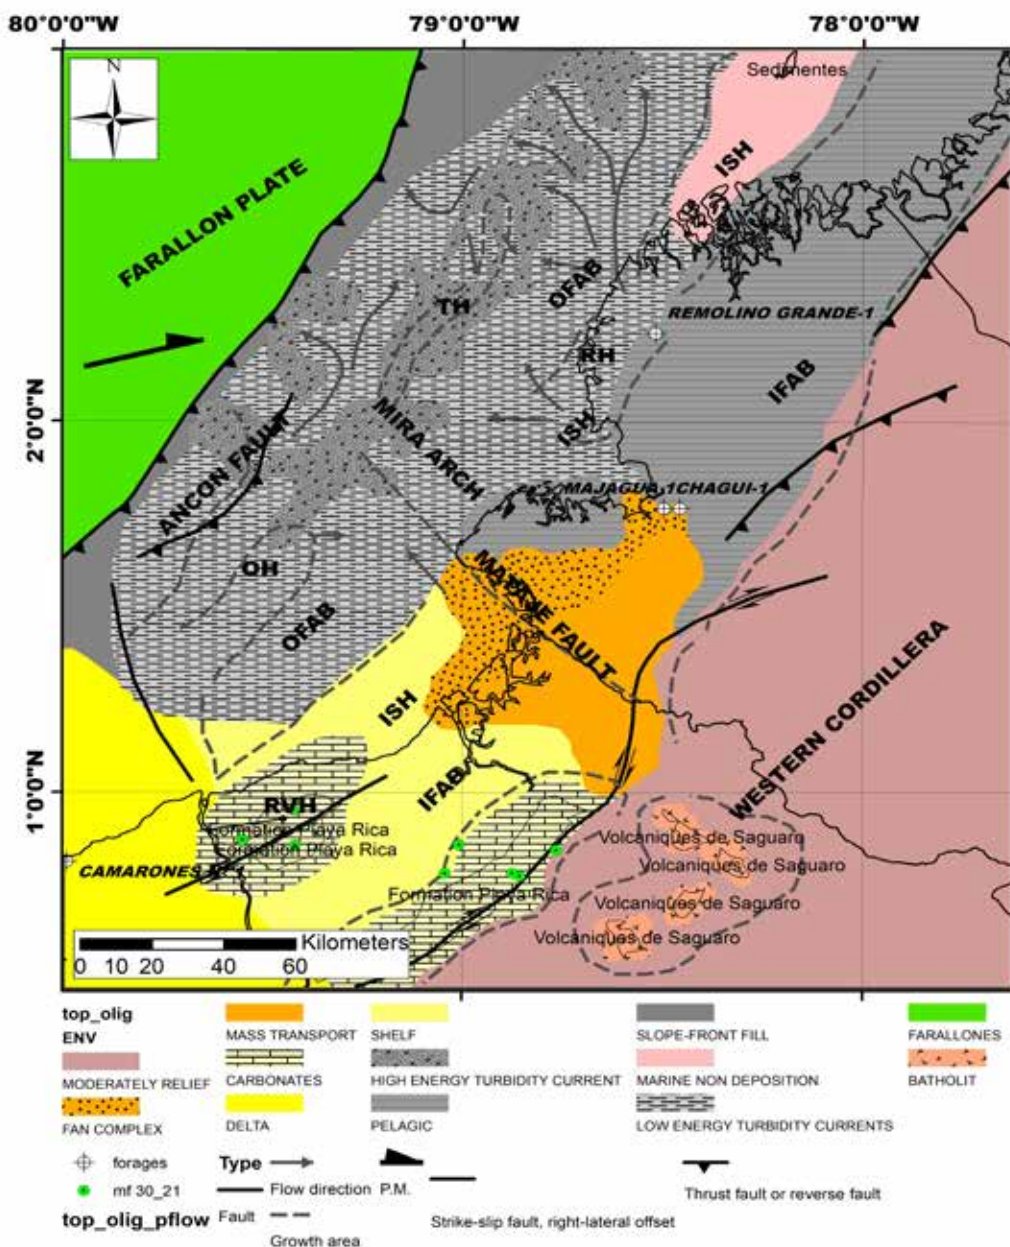 80°0'0"W 79°0'0"W 78°0'0"W
N
Sedimentes
ISH
FARALLON PLATE
OFAB
TH
REMOLINO GRANDE-1
RH
IFAB
2°0'0"N
ISH
MIRA ARCH
ANCON FAULT
MAJAGUA 1CHAGUI-1
OH
MATAJE FAULT
OFAB
WESTERN CORDILLERA
ISH
IFAB
1°0'0"N
RVH
Formation Playa Rica
Formation Playa Rica
CAMARONES N° 1
Formation Playa Rica
Volcaniques de Saguaro
Volcaniques de Saguaro
Volcaniques de Saguaro
Volcaniques de Saguaro
Kilometers
0 10 20 40 60
top_olig
ENV
MODERATELY RELIEF
FAN COMPLEX
MASS TRANSPORT
CARBONATES
DELTA
SHELF
HIGH ENERGY TURBIDITY CURRENT
PELAGIC
SLOPE-FRONT FILL
MARINE NON DEPOSITION
LOW ENERGY TURBIDITY CURRENTS
FARALLONES
BATHOLIT
forages
mf 30_21
top_olig_pflow
Type
Flow direction
Fault
Growth area
P.M.
Strike-slip fault, right-lateral offset
Thrust fault or reverse fault